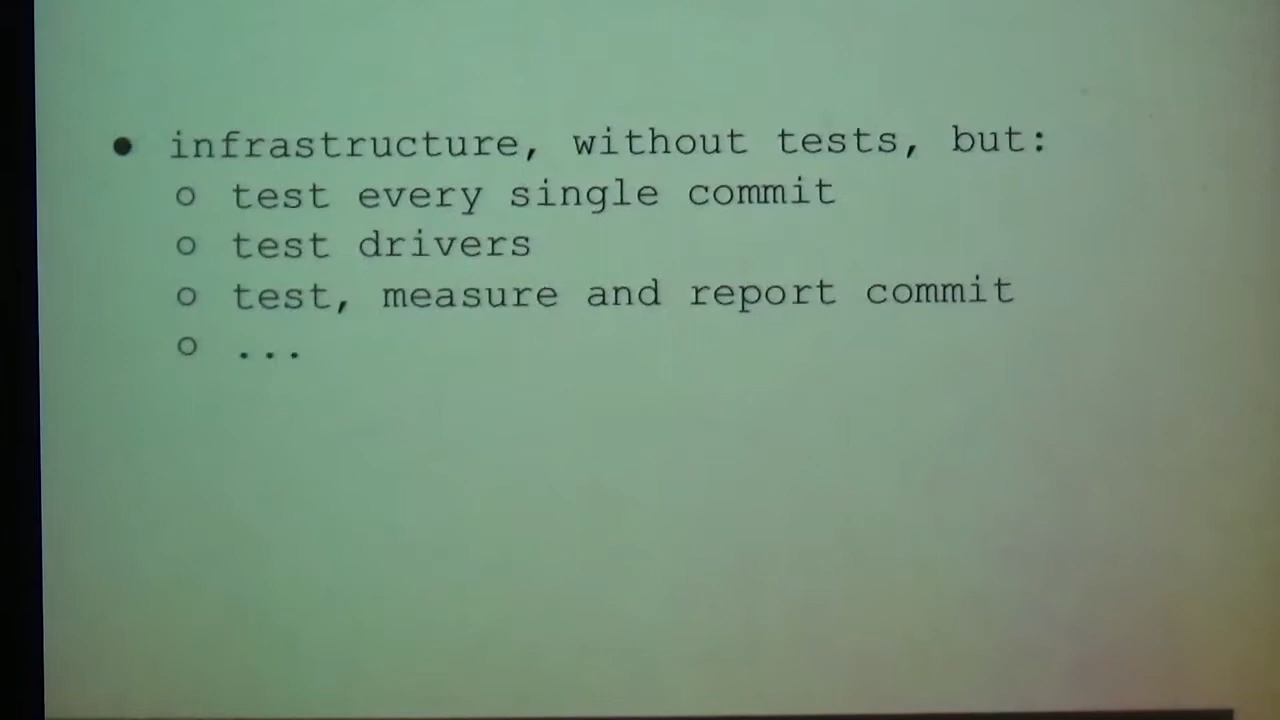 ● infrastructure, without tests, but:
○ test every single commit
○ test drivers
○ test, measure and report commit
○ ...